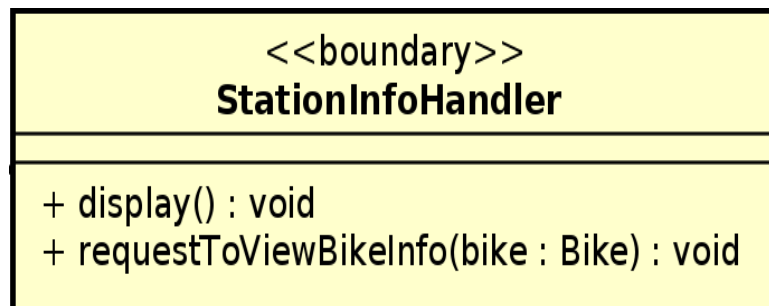 <<boundary>>
StationInfoHandler
+ display() : void
+ requestToViewBikeInfo(bike : Bike) : void